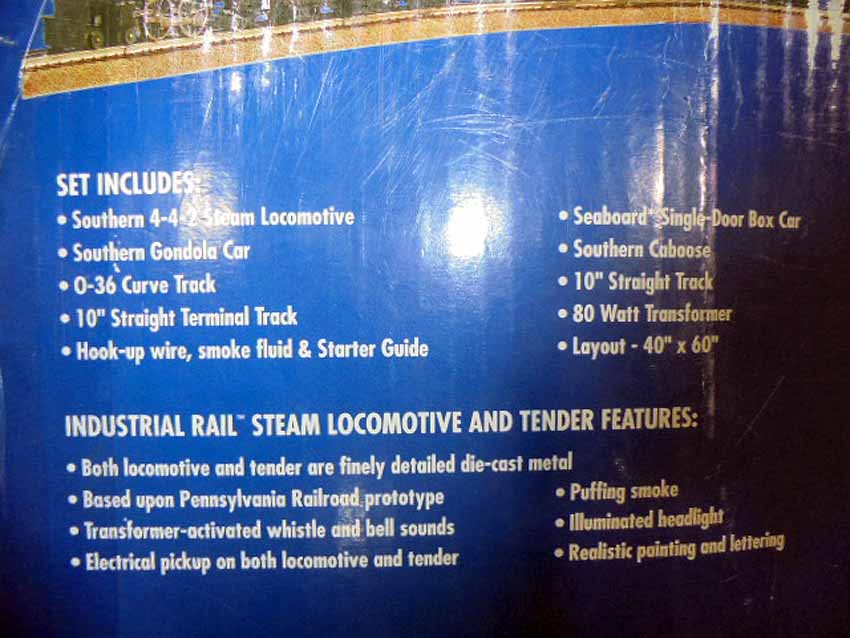 SET INCLUDES:
• Southern 4-4-2 Steam Locomotive
• Southern Gondola Car
• O-36 Curve Track
• 10" Straight Terminal Track
• Hook-up wire, smoke fluid & Starter Guide
• Seaboard® Single-Door Box Car
• Southern Caboose
• 10" Straight Track
• 80 Watt Transformer
• Layout - 40" x 60"
INDUSTRIAL RAIL™ STEAM LOCOMOTIVE AND TENDER FEATURES:
• Both locomotive and tender are finely detailed die-cast metal
• Based upon Pennsylvania Railroad prototype
• Transformer-activated whistle and bell sounds
• Electrical pickup on both locomotive and tender
• Puffing smoke
• Illuminated headlight
• Realistic painting and lettering